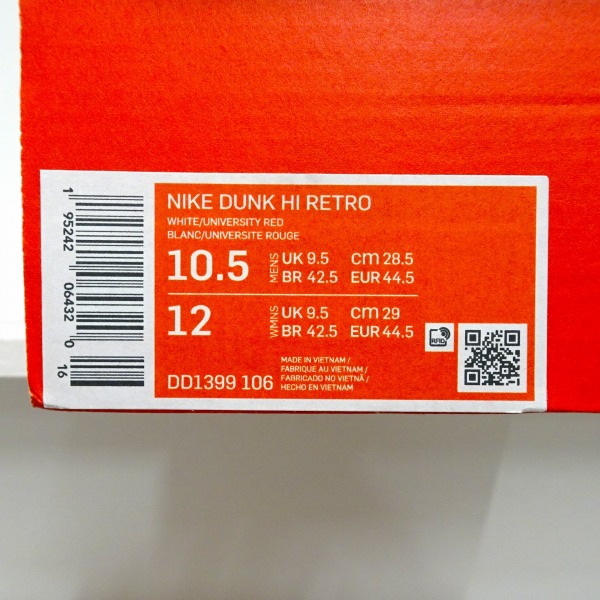 NIKE DUNK HI RETRO
WHITE/UNIVERSITY RED
BLANC/UNIVERSITE ROUGE
10.5 MENS UK 9.5 cm 28.5
BR 42.5 EUR 44.5
12 WMNS UK 9.5 cm 29
BR 42.5 EUR 44.5
RFID
MADE IN VIETNAM /
FABRIQUE AU VIETNAM /
FABRICADO NO VIETNÃ /
HECHO EN VIETNAM
DD1399 106
1 95242 06432 0 16